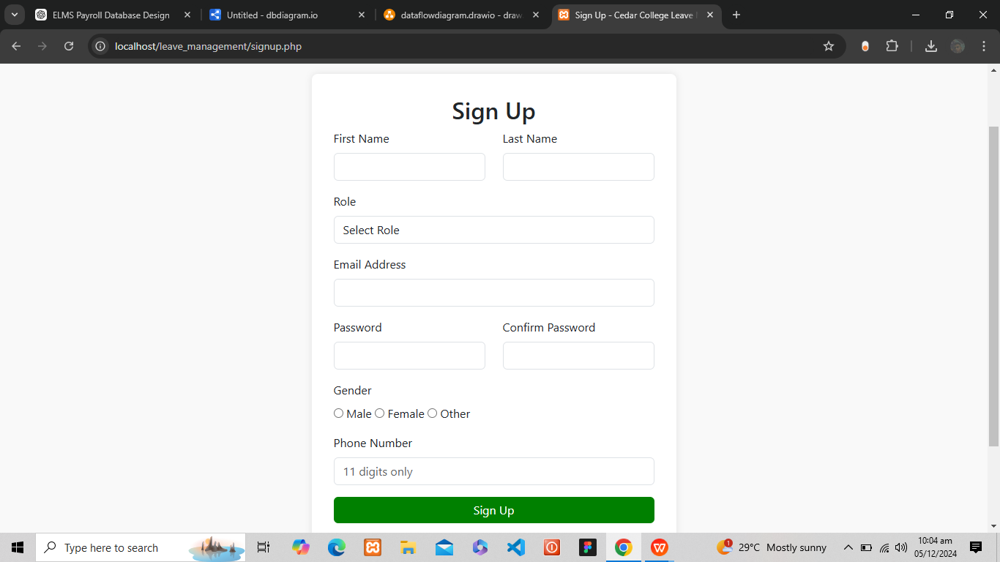 ELMS Payroll Database Design
Untitled - dbdiagram.io
dataflowdiagram.drawio - draw
Sign Up - Cedar College Leave
localhost/leave_management/signup.php
Sign Up
First Name Last Name
Role
Select Role
Email Address
Password Confirm Password
Gender
Male Female Other
Phone Number
11 digits only
Sign Up
Type here to search
1
29°C Mostly sunny
10:04 am
05/12/2024